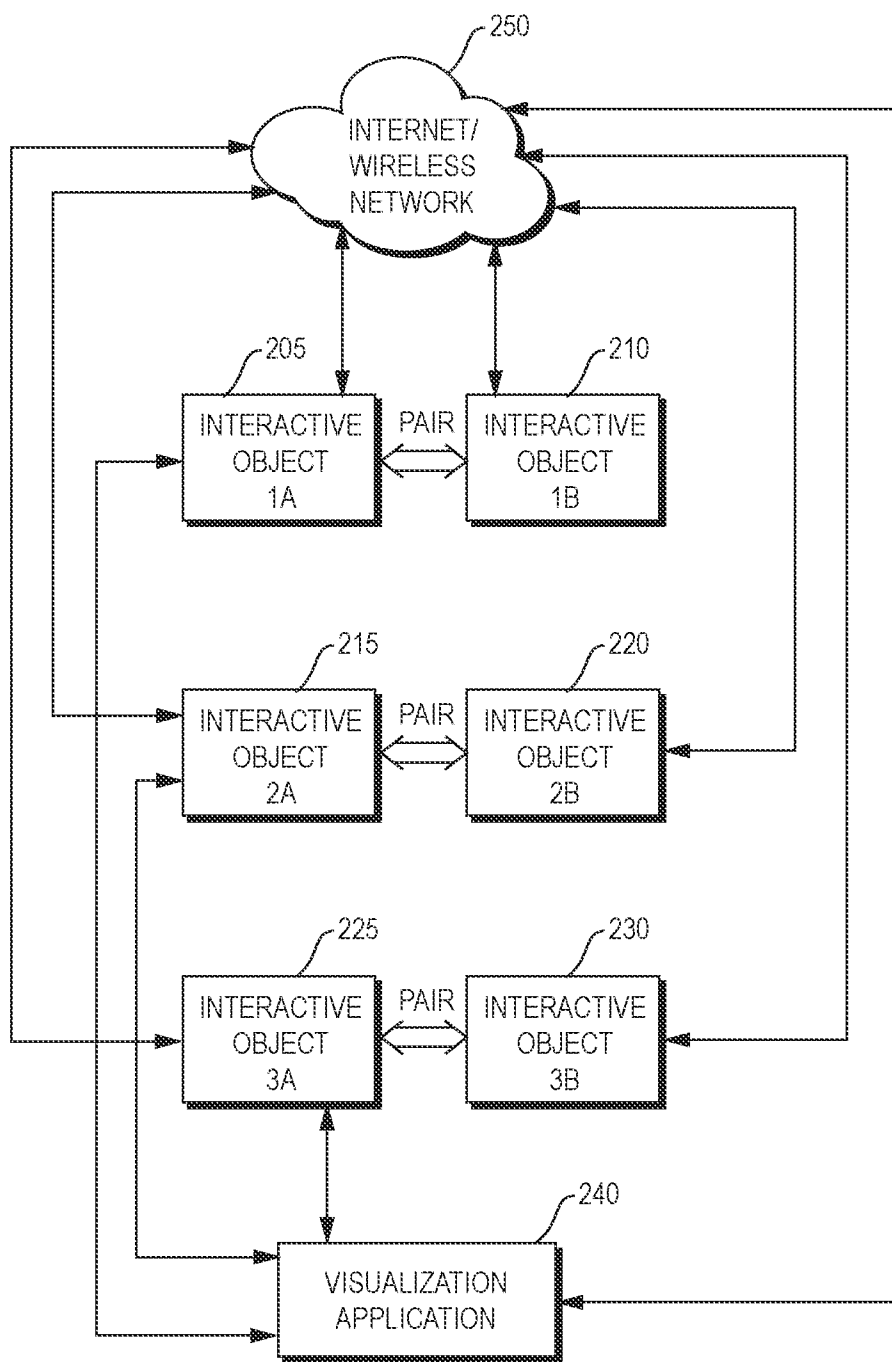 250
INTERNET/
WIRELESS
NETWORK
205
210
INTERACTIVE
OBJECT
1A
PAIR
INTERACTIVE
OBJECT
1B
215
220
INTERACTIVE
OBJECT
2A
PAIR
INTERACTIVE
OBJECT
2B
225
230
INTERACTIVE
OBJECT
3A
PAIR
INTERACTIVE
OBJECT
3B
240
VISUALIZATION
APPLICATION